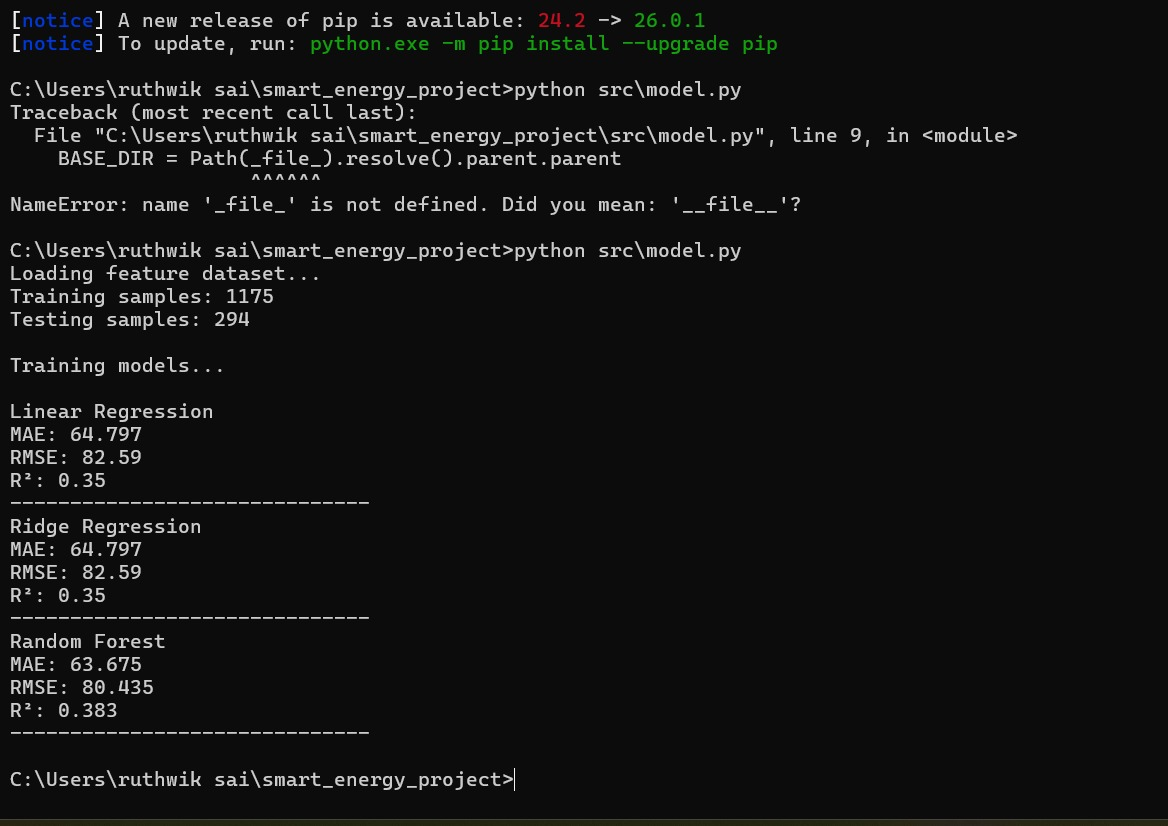 [notice] A new release of pip is available: 24.2 -> 26.0.1
[notice] To update, run: python.exe -m pip install --upgrade pip
C:\Users\ruthwik sai\smart_energy_project>python src\model.py
Traceback (most recent call last):
  File "C:\Users\ruthwik sai\smart_energy_project\src\model.py", line 9, in <module>
    BASE_DIR = Path(_file_).resolve().parent.parent
                    ^^^^^^
NameError: name '_file_' is not defined. Did you mean: '__file__'?
C:\Users\ruthwik sai\smart_energy_project>python src\model.py
Loading feature dataset...
Training samples: 1175
Testing samples: 294
Training models...
Linear Regression
MAE: 64.797
RMSE: 82.59
R²: 0.35
------------------------------
Ridge Regression
MAE: 64.797
RMSE: 82.59
R²: 0.35
------------------------------
Random Forest
MAE: 63.675
RMSE: 80.435
R²: 0.383
------------------------------
C:\Users\ruthwik sai\smart_energy_project>